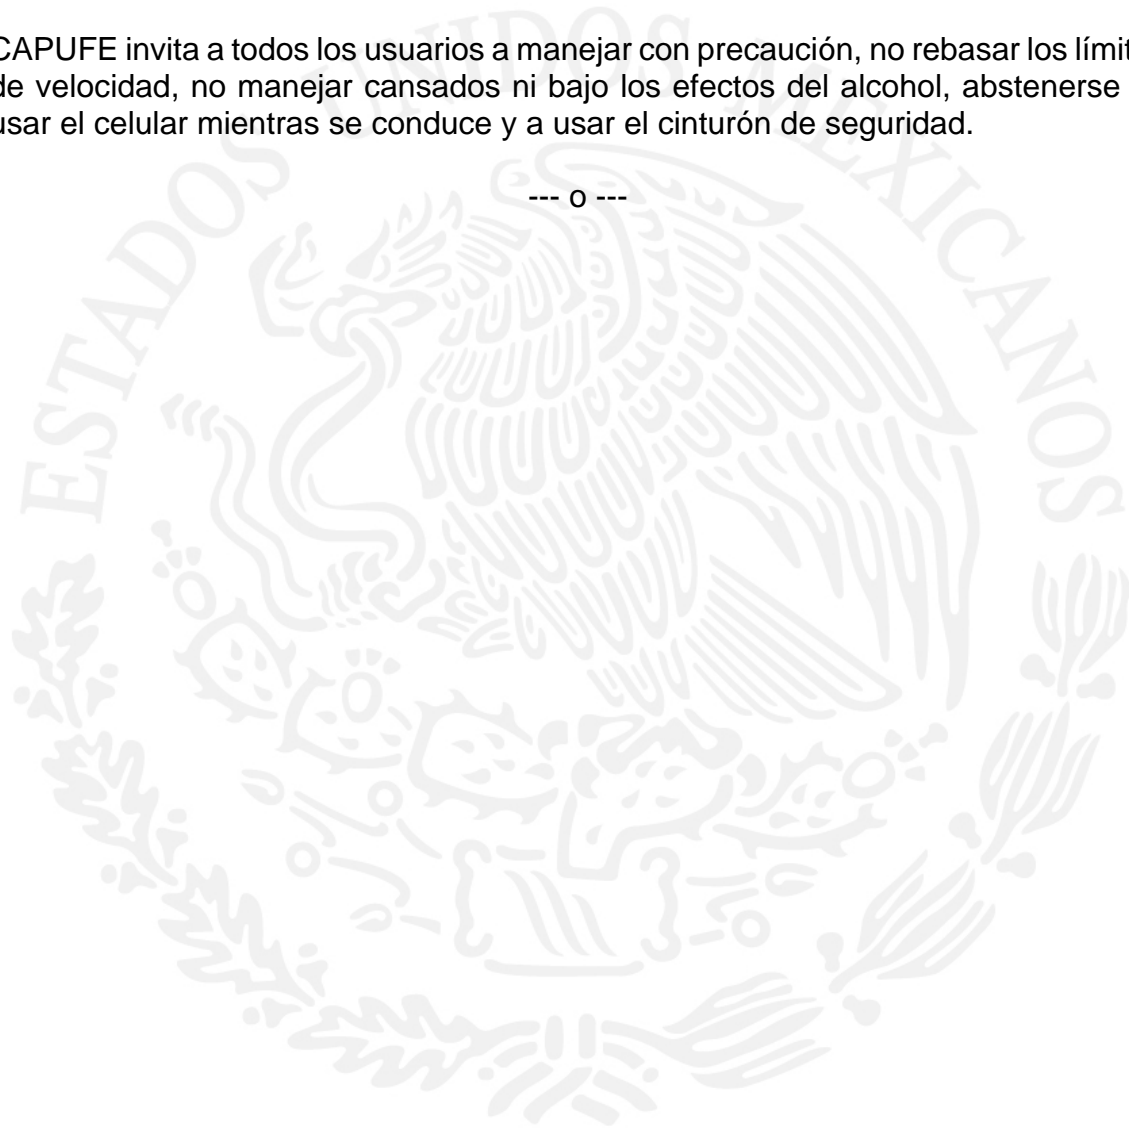 ESTADOS UNIDOS MEXICANOS
CAPUFE invita a todos los usuarios a manejar con precaución, no rebasar los límit
de velocidad, no manejar cansados ni bajo los efectos del alcohol, abstenerse
usar el celular mientras se conduce y a usar el cinturón de seguridad.
--- o ---